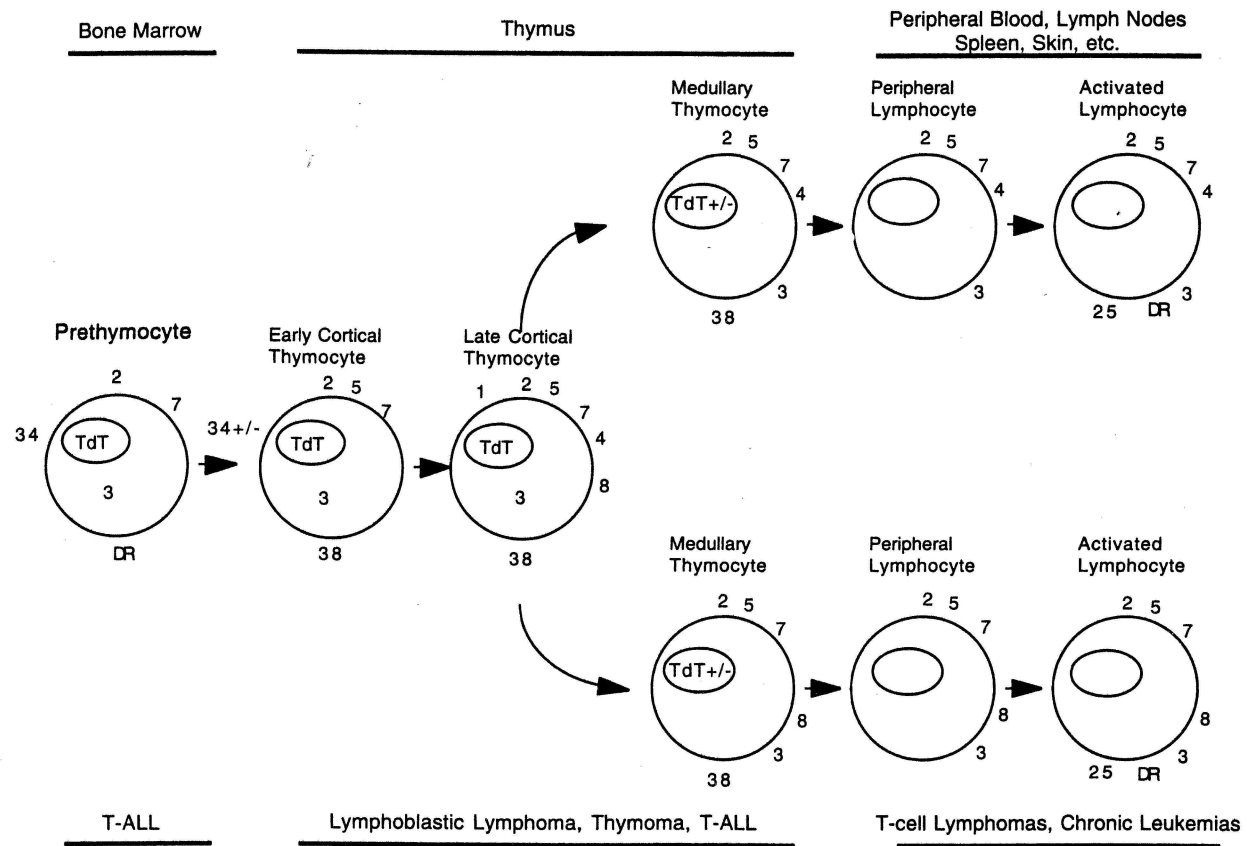 Bone Marrow
Thymus
Peripheral Blood, Lymph Nodes
Spleen, Skin, etc.
Medullary
Thymocyte
2 5
7
4
TdT+/-
3
38
Peripheral
Lymphocyte
2 5
7
4
3
Activated
Lymphocyte
2 5
7
4
3
25 DR
Prethymocyte
2
7
34
TdT
3
DR
Early Cortical
Thymocyte
2 5
7
34+/-
TdT
3
38
Late Cortical
Thymocyte
1 2 5
7
4
TdT
8
3
38
Medullary
Thymocyte
2 5
7
TdT+/-
8
3
38
Peripheral
Lymphocyte
2 5
7
8
3
Activated
Lymphocyte
2 5
7
8
3
25 DR
T-ALL
Lymphoblastic Lymphoma, Thymoma, T-ALL
T-cell Lymphomas, Chronic Leukemias